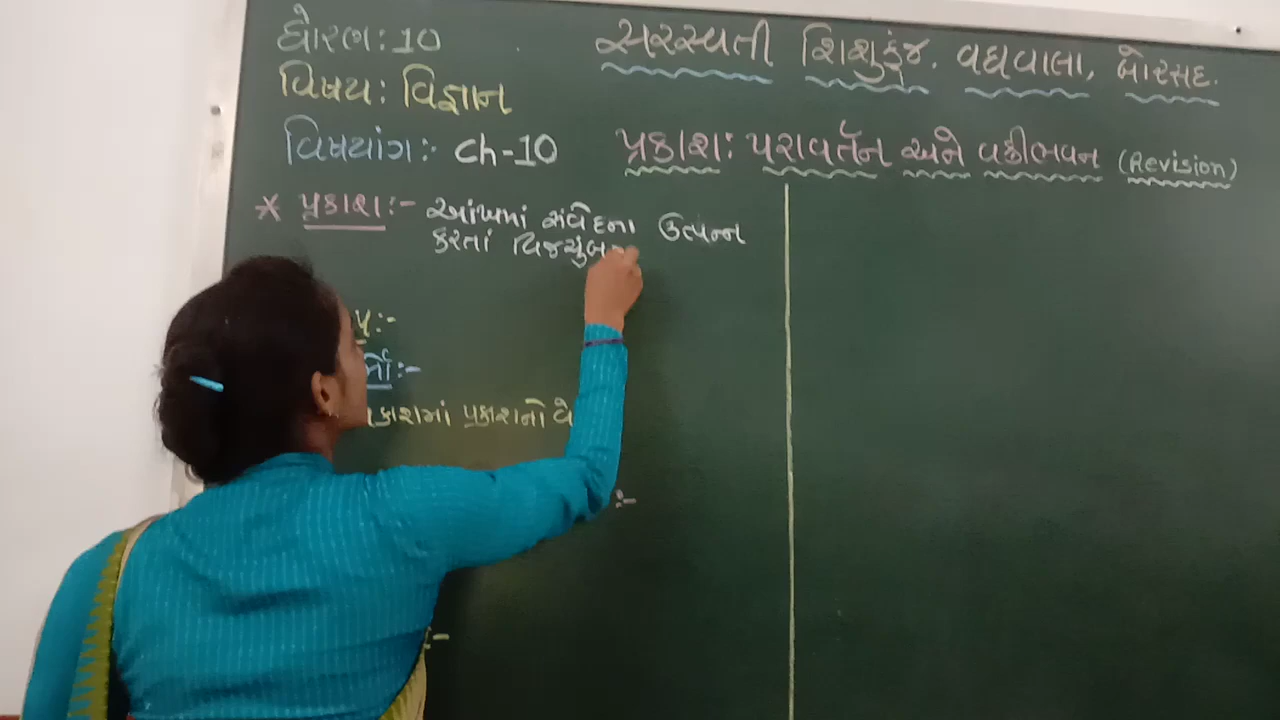 ધોરણ: 10
સરસ્વતી શિશુકુંજ. વઘવાલા, બોરસદ.
વિષય: વિજ્ઞાન
વિષયાંગ:- ch-10 પ્રકાશ: પરાવર્તન અને વક્રીભવન (Revision)
* પ્રકાશ:- આંખમાં સંવેદના ઉત્પન્ન
કરતાં વિજચુંબ
:-
:-
કાશમાં પ્રકાશનો વે
:-
:-